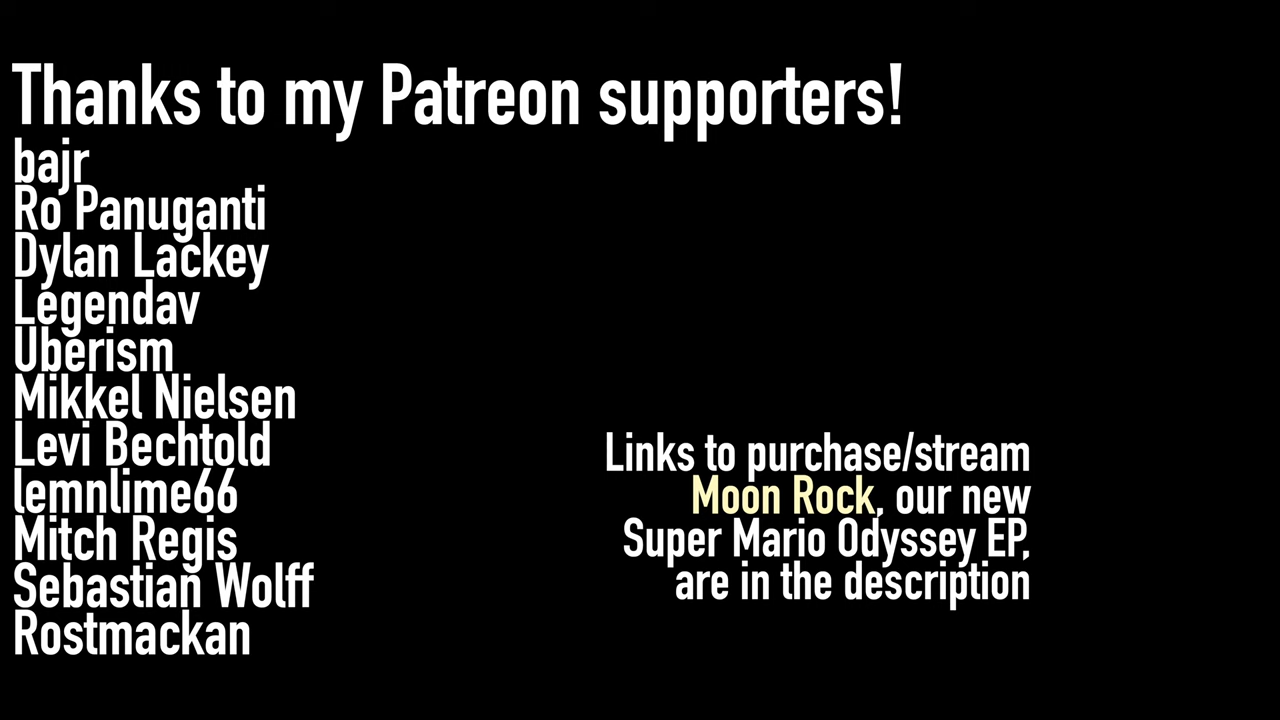 Thanks to my Patreon supporters!
bajr
Ro Panuganti
Dylan Lackey
Legendav
Uberism
Mikkel Nielsen
Levi Bechtold
lemnlime66
Mitch Regis
Sebastian Wolff
Rostmackan
Links to purchase/stream
Moon Rock, our new
Super Mario Odyssey EP,
are in the description